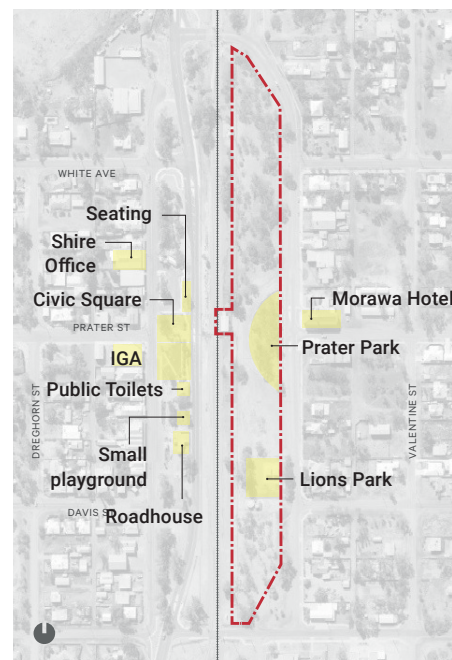 WHITE AVE
Seating
Shire
Office
Civic Square
Morawa Hotel
PRATER ST
Prater Park
IGA
Public Toilets
DREGHORN ST
VALENTINE ST
Small
playground
Lions Park
DAVIS S
Roadhouse